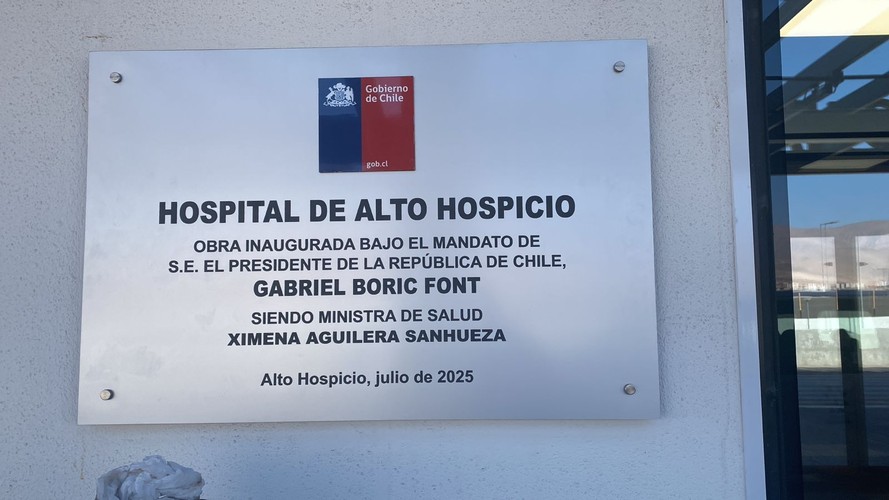 Gobierno
de Chile
gob.cl
HOSPITAL DE ALTO HOSPICIO
OBRA INAUGURADA BAJO EL MANDATO DE
S.E. EL PRESIDENTE DE LA REPÚBLICA DE CHILE,
GABRIEL BORIC FONT
SIENDO MINISTRA DE SALUD
XIMENA AGUILERA SANHUEZA
Alto Hospicio, julio de 2025